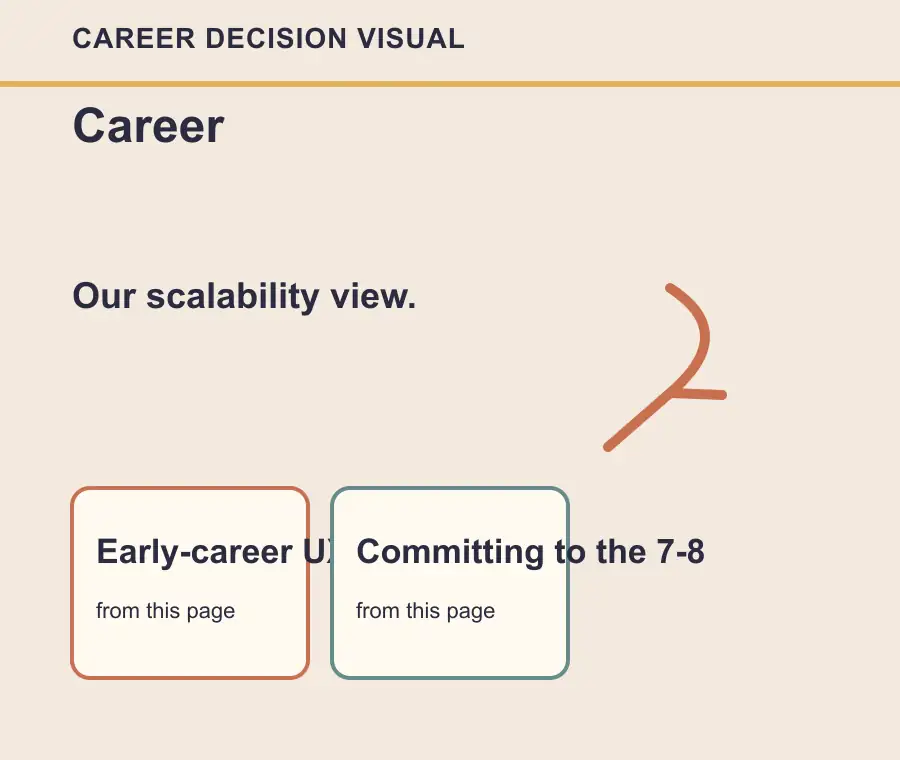 CAREER DECISION VISUAL
Career
Our scalability view.
Early-career
Committing to the 7-8
from this page
from this page